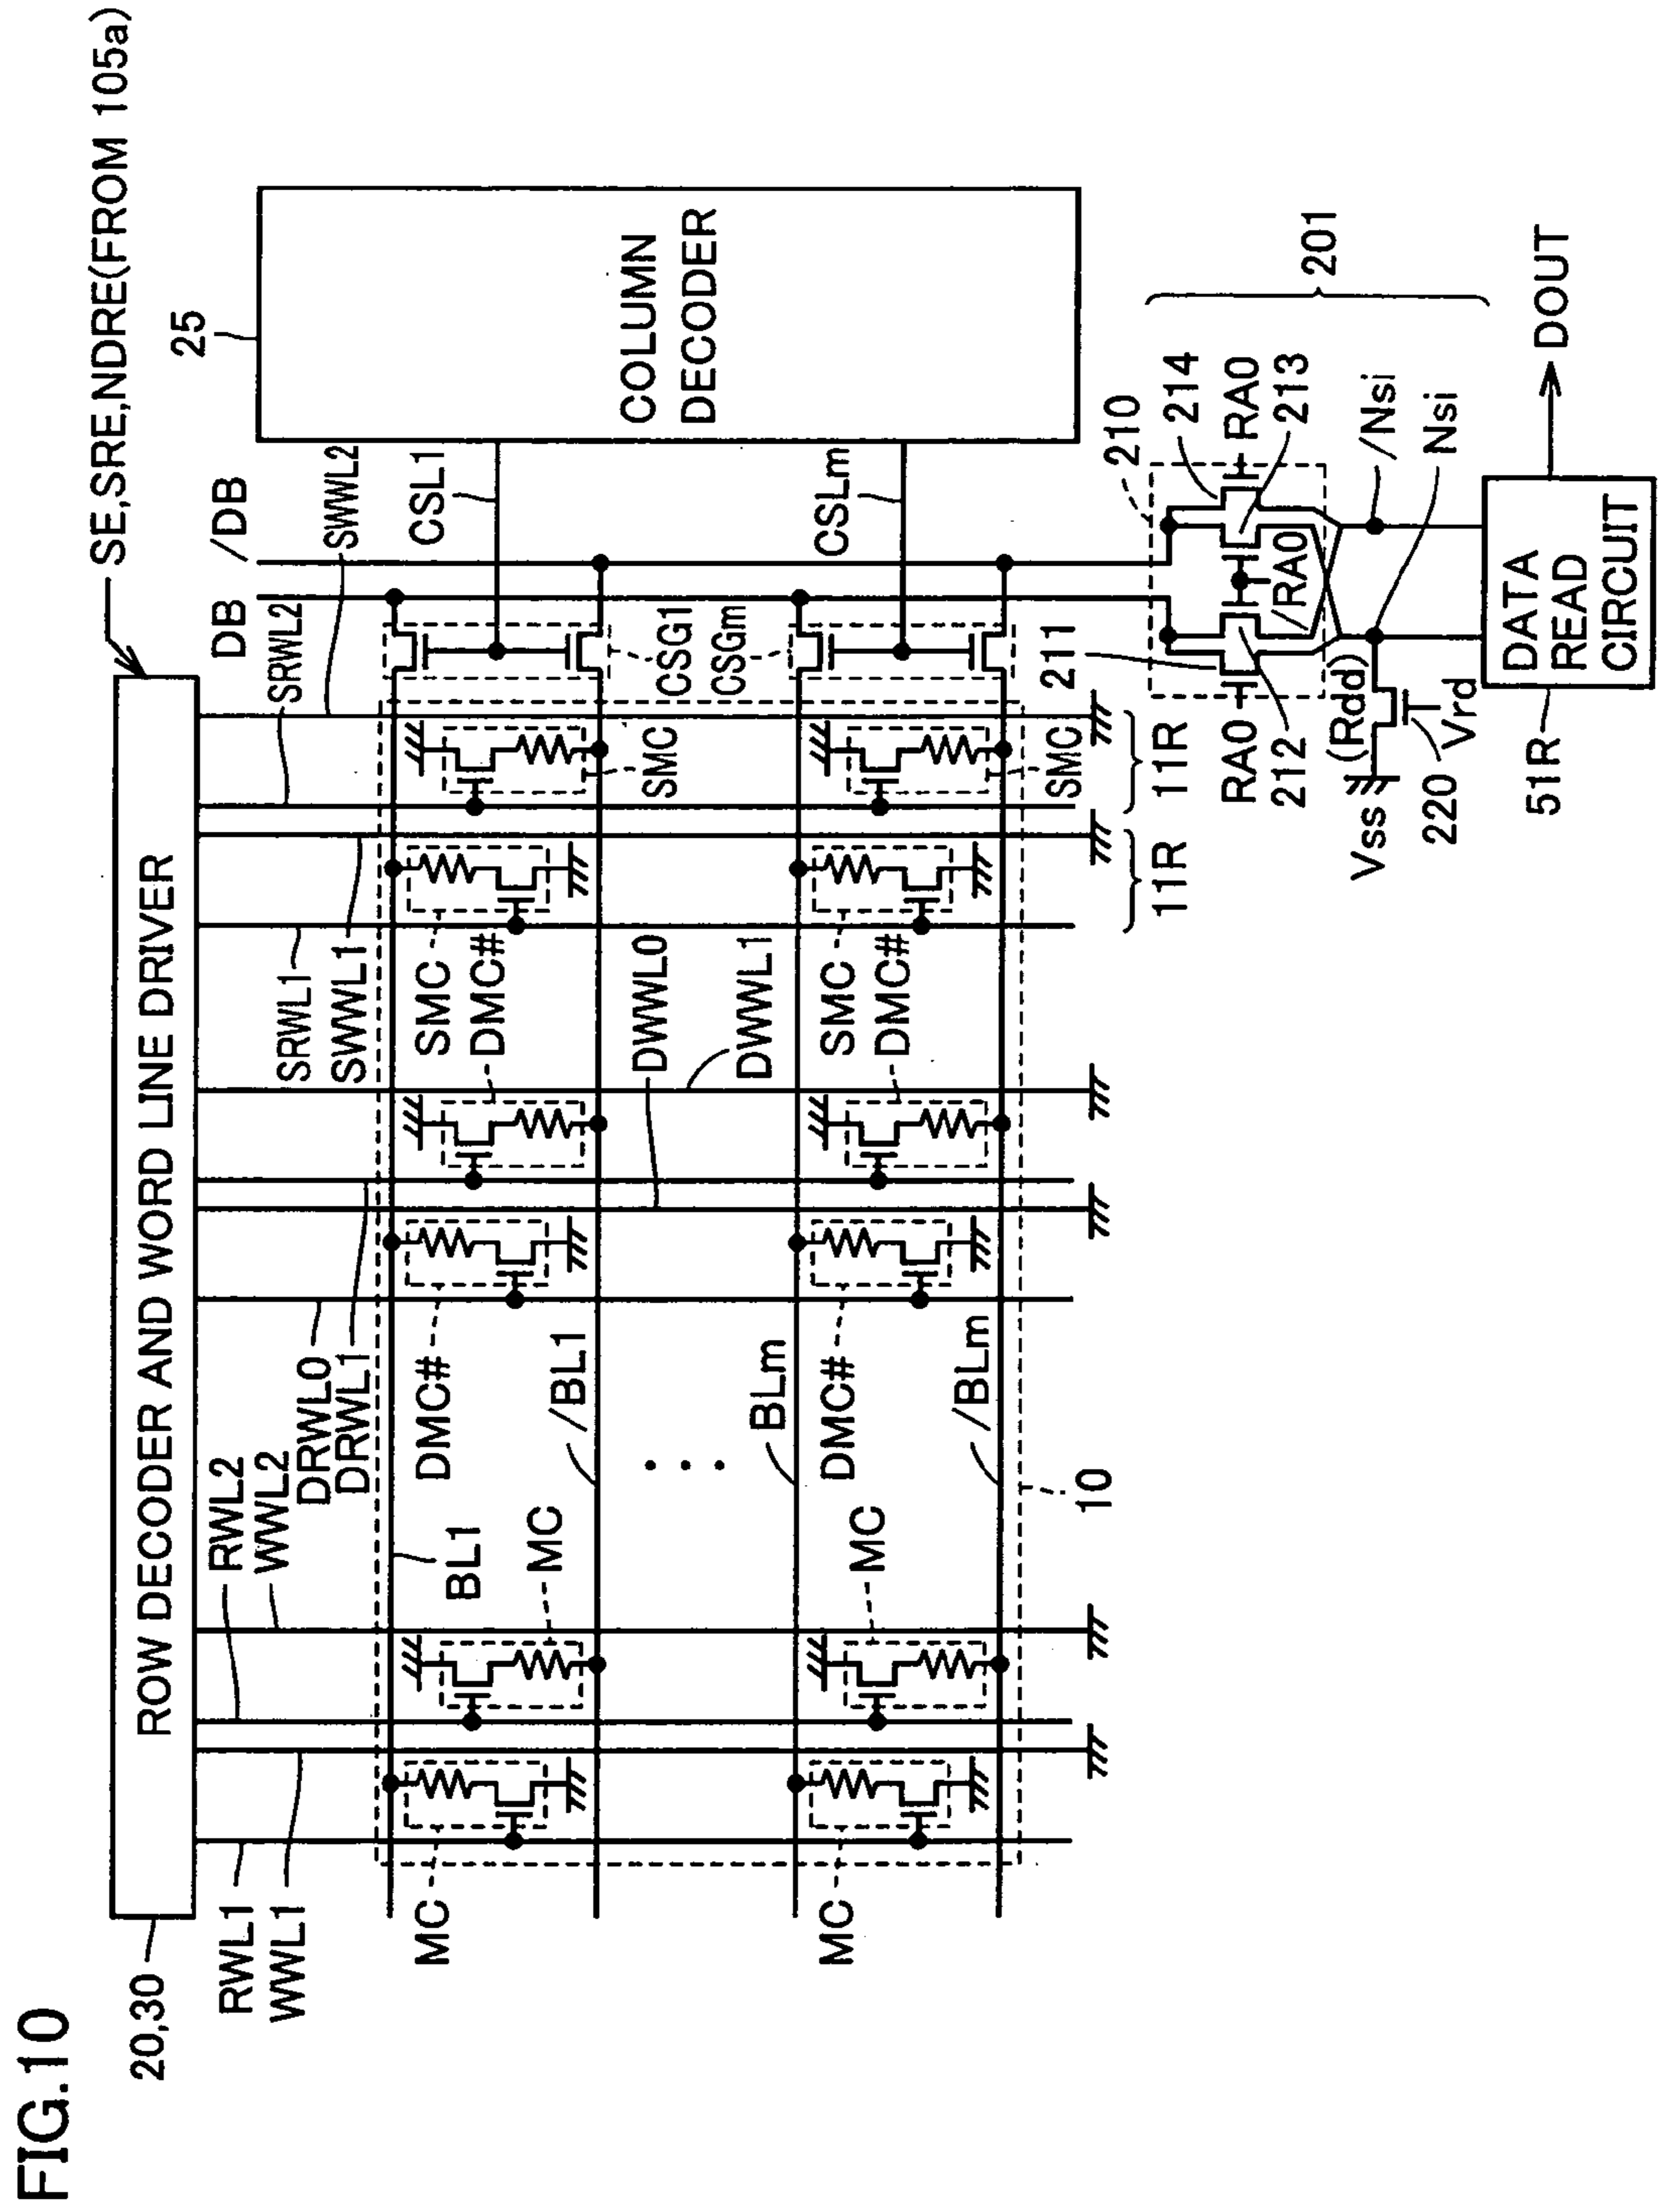 FIG.10
20,30
ROW DECODER AND WORD LINE DRIVER
SE,SRE,NDRE(FROM 105a)
RWL1
WWL1
RWL2
WWL2
DRWL0
DRWL1
SRWL1
SWWL1
SRWL2
SWWL2
DB
/DB
25
COLUMN
DECODER
CSL1
CSLm
MC
BL1
MC
DMC#
/BL1
SMC
DMC#
DWWL0
DWWL1
SMC
CSG1
CSGm
BLm
MC
MC
DMC#
/BLm
SMC
DMC#
SMC
10
11R
11R
210
214
RA0
213
/RA0
211
RA0
212
201
(Rdd)
/Nsi
Nsi
Vss
220
Vrd
51R
DATA
READ
CIRCUIT
DOUT